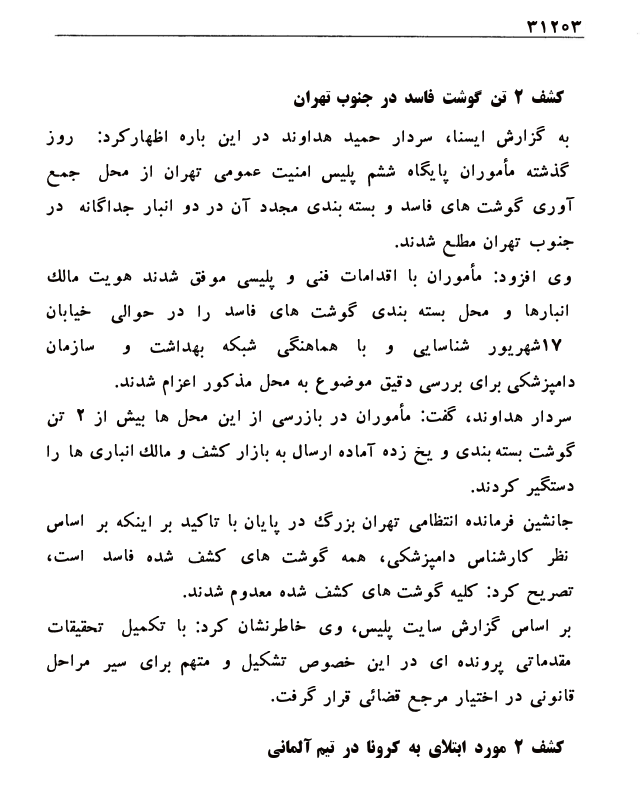 ۳۱۲۰۳
کشف ۲ تن گوشت فاسد در جنوب تهران
به گزارش ایسنا، سردار حمید هداوند در این باره اظهارکرد: روز
گذشته مأموران پایگاه ششم پلیس امنیت عمومی تهران از محل جمع
آوری گوشت های فاسد و بسته بندی مجدد آن در دو انبار جداگانه در
جنوب تهران مطلع شدند.
وی افزود: مأموران با اقدامات فنی و پلیسی موفق شدند هویت مالک
انبارها و محل بسته بندی گوشت های فاسد را در حوالی خیابان
۱۷شهریور شناسایی و با هماهنگی شبکه بهداشت و سازمان
دامپزشکی برای بررسی دقیق موضوع به محل مذکور اعزام شدند.
سردار هداوند، گفت: مأموران در بازرسی از این محل ها بیش از ۲ تن
گوشت بسته بندی و یخ زده آماده ارسال به بازار کشف و مالک انباری ها را
دستگیر کردند.
جانشین فرمانده انتظامی تهران بزرگ در پایان با تاکید بر اینکه بر اساس
نظر کارشناس دامپزشکی، همه گوشت های کشف شده فاسد است،
تصریح کرد: کلیه گوشت های کشف شده معدوم شدند.
بر اساس گزارش سایت پلیس، وی خاطرنشان کرد: با تکمیل تحقیقات
مقدماتی پرونده ای در این خصوص تشکیل و متهم برای سیر مراحل
قانونی در اختیار مرجع قضائی قرار گرفت.
کشف ۲ مورد ابتلای به کرونا در تیم آلمانی